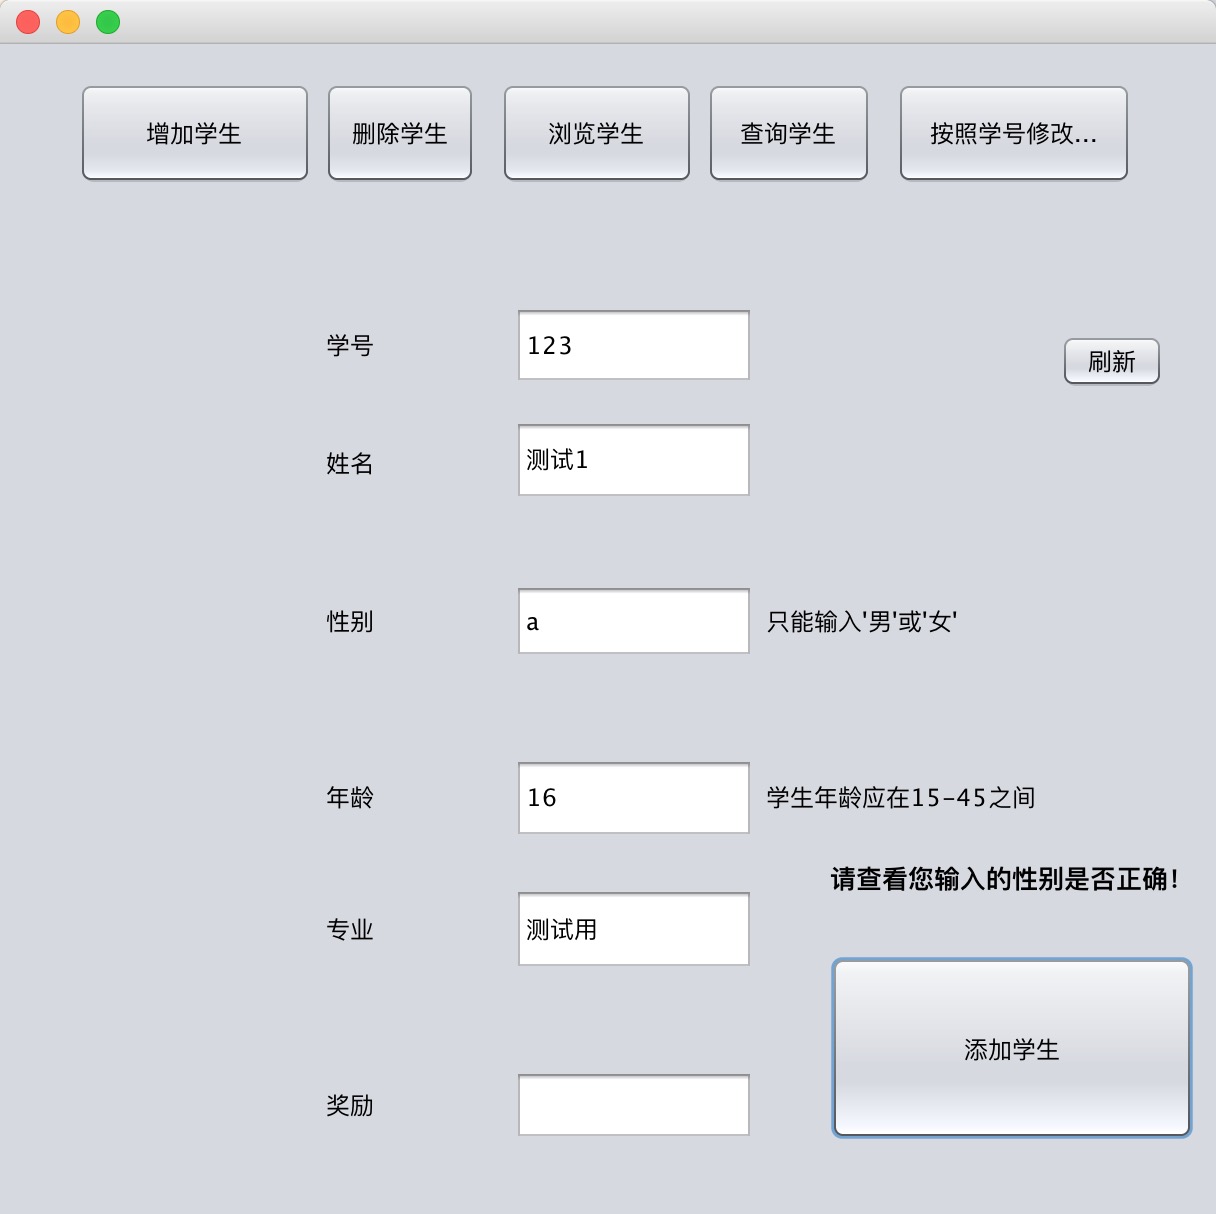 增加学生
删除学生
浏览学生
查询学生
按照学号修改...
学号
123
刷新
姓名
测试1
性别
a
只能输入'男'或'女'
年龄
16
学生年龄应在15-45之间
请查看您输入的性别是否正确!
专业
测试用
添加学生
奖励